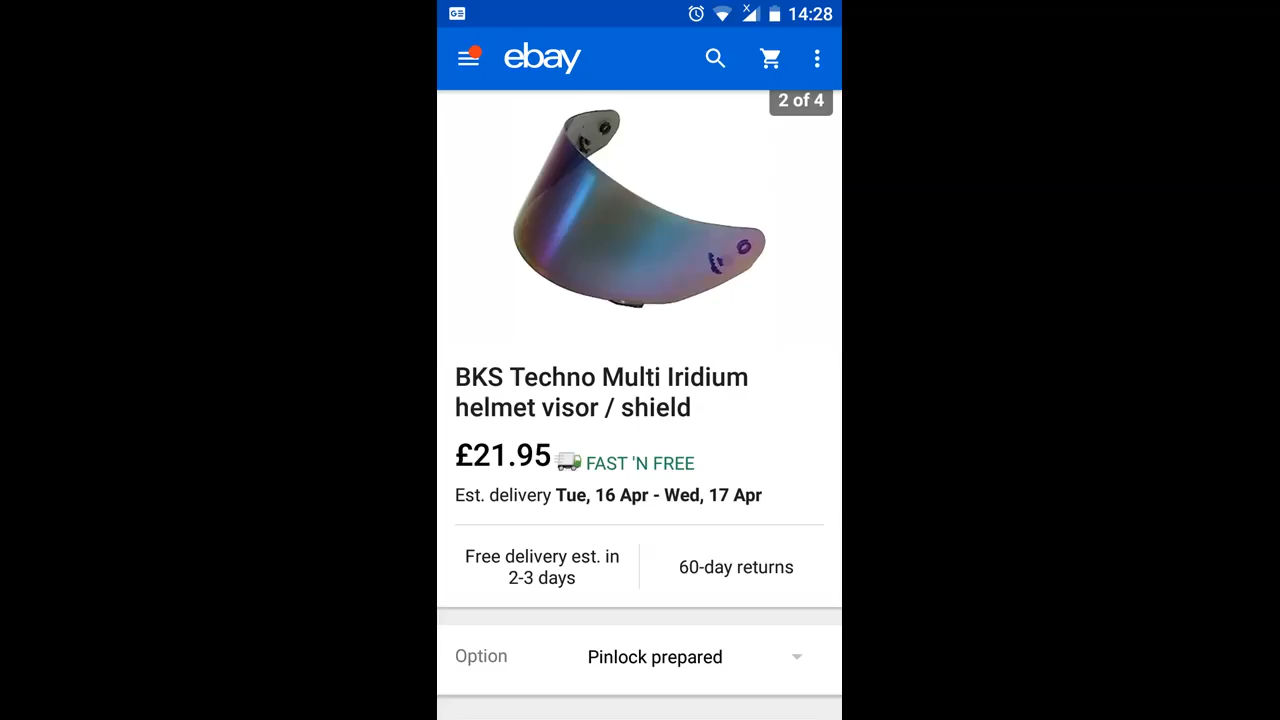 14:28
ebay
2 of 4
BKS Techno Multi Iridium
helmet visor / shield
£21.95 FAST 'N FREE
Est. delivery Tue, 16 Apr - Wed, 17 Apr
Free delivery est. in
2-3 days
60-day returns
Option Pinlock prepared